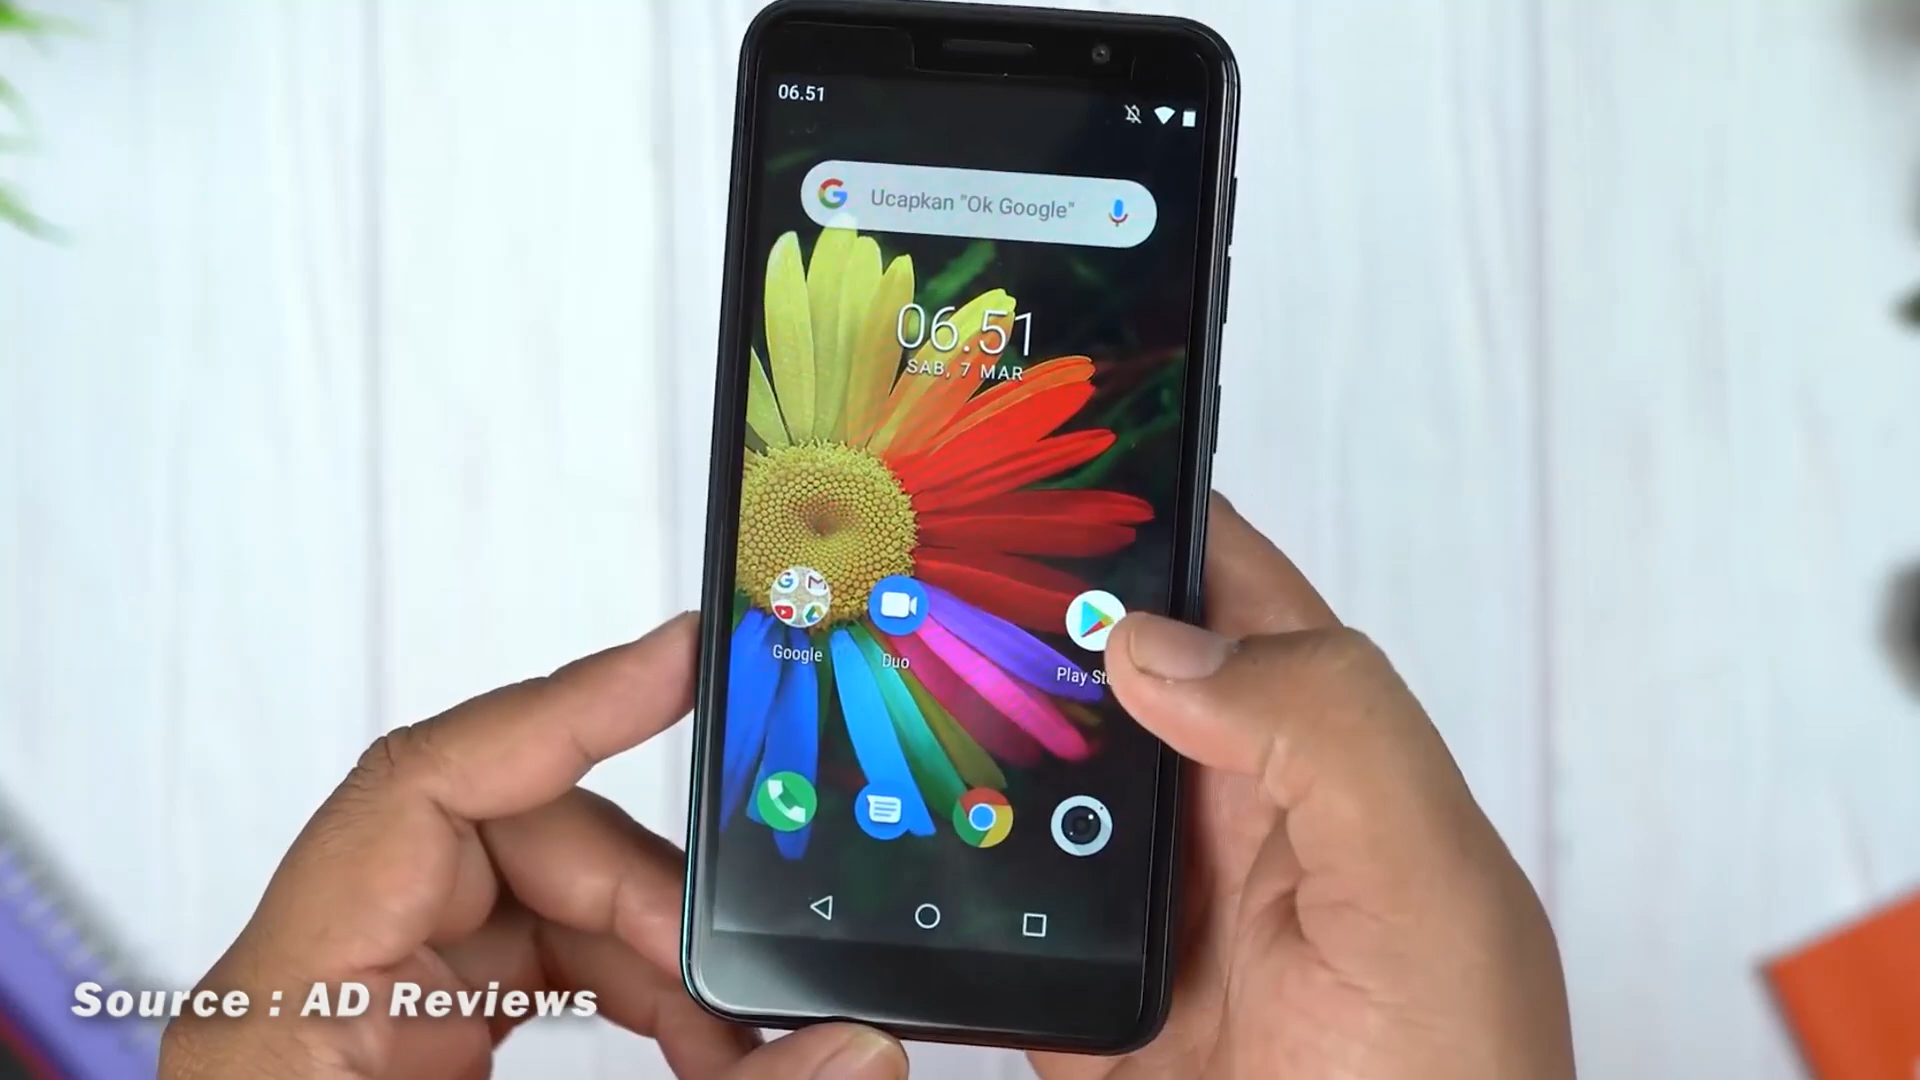 06.51
Ucapkan "Ok Google"
06.51
SAB, 7 MAR
Google
Duo
Play St
Source : AD Reviews